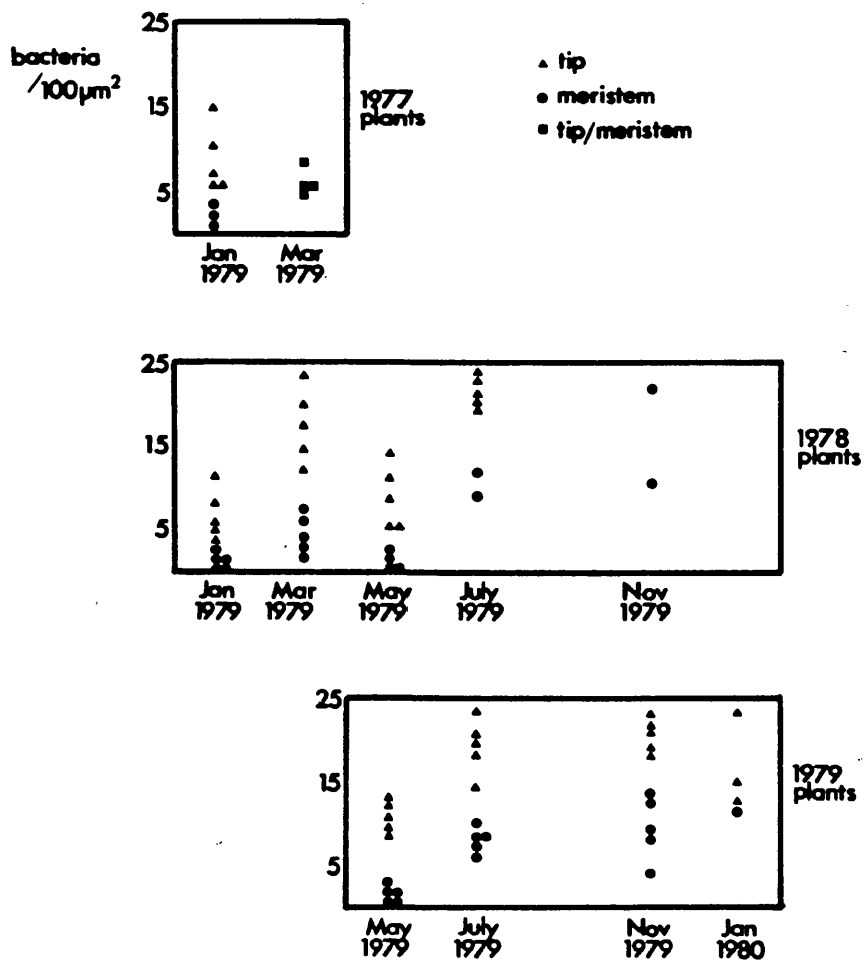 bacteria
/100µm²
25
15
5
1977
plants
Jan
1979
Mar
1979
▲ tip
● meristem
■ tip/meristem
25
15
5
1978
plants
Jan
1979
Mar
1979
May
1979
July
1979
Nov
1979
25
15
5
1979
plants
May
1979
July
1979
Nov
1979
Jan
1980